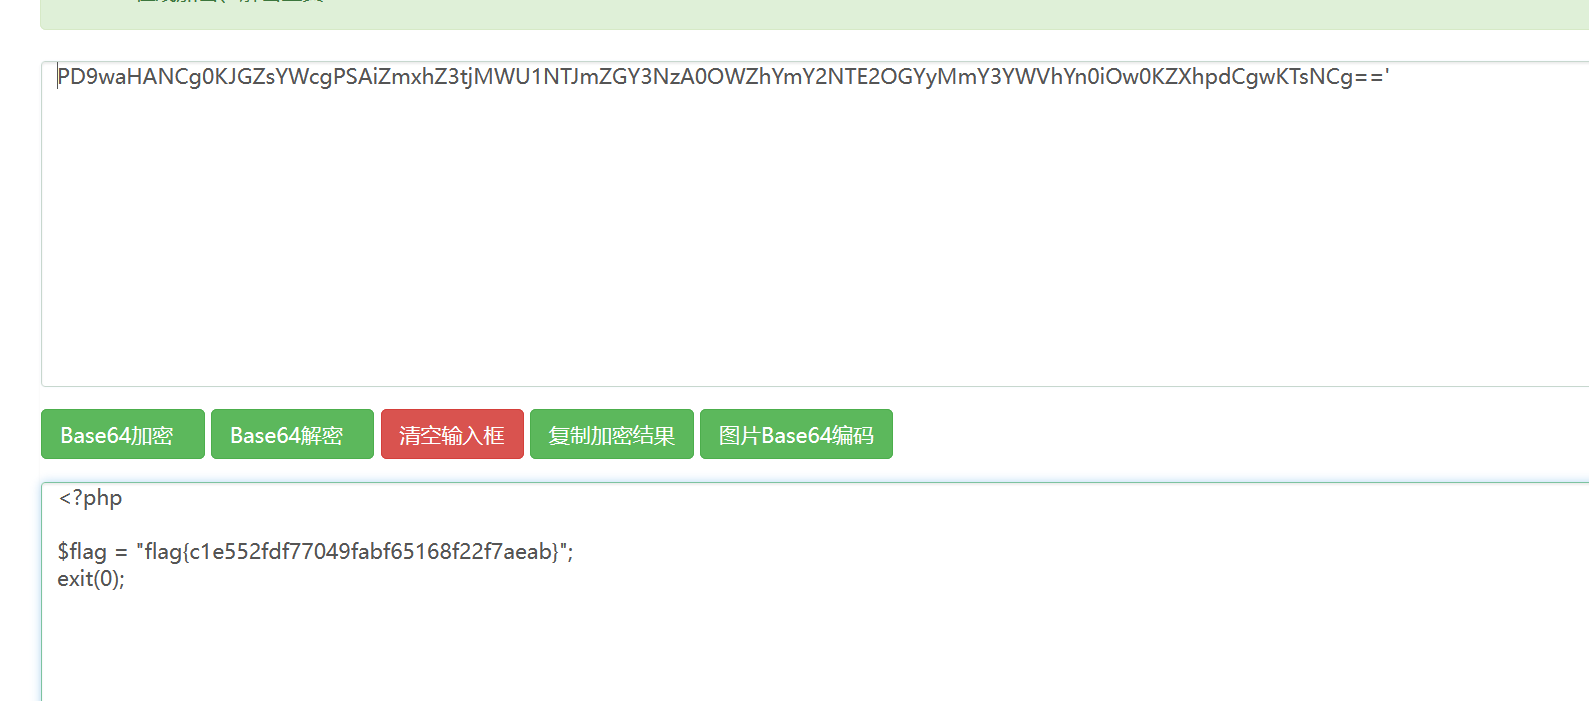 PD9waHANCg0KJGZsYWcgPSAiZmxhZ3tjMWU1NTJmZGY3NzA0OWZhYmY2NTE2OGYyMmY3YWVhYn0iOw0KZXhpdCgwKTsNCg=='
Base64加密 Base64解密 清空输入框 复制加密结果 图片Base64编码
<?php
$flag = "flag{c1e552fdf77049fabf65168f22f7aeab}";
exit(0);